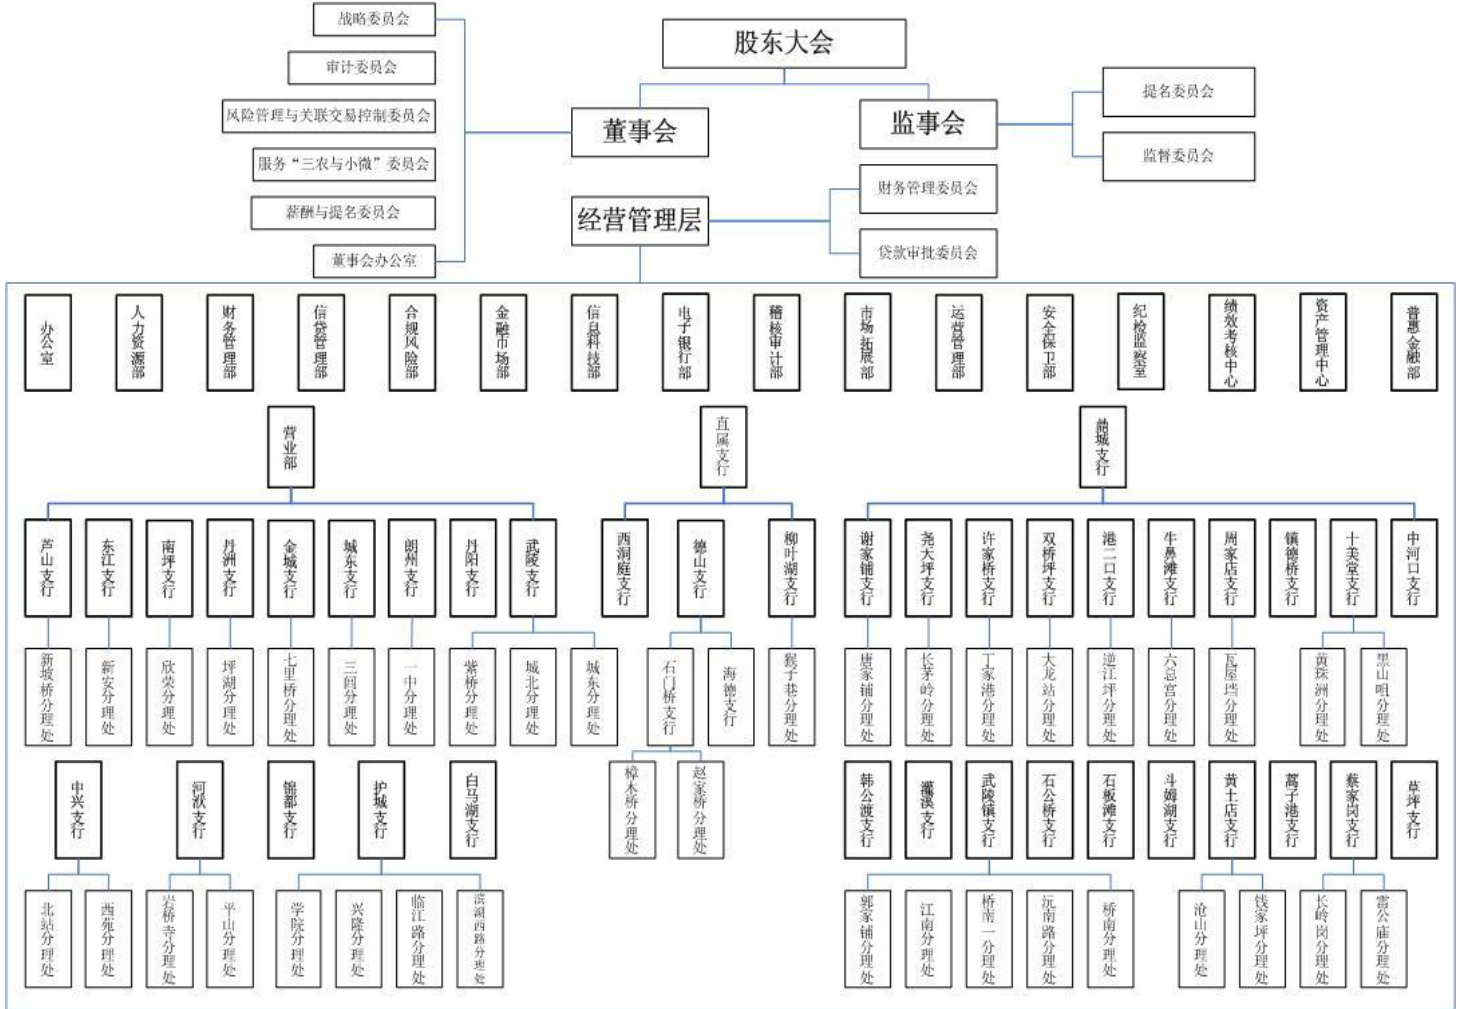 战略委员会
股东大会
审计委员会
提名委员会
风险管理与关联交易控制委员会
董事会
监事会
服务“三农与小微”委员会
监督委员会
财务管理委员会
薪酬与提名委员会
经营管理层
董事会办公室
贷款审批委员会
办公室
人力资源部
财务管理部
信贷管理部
合规风险部
金融市场部
信息科技部
电子银行部
稽核审计部
市场拓展部
运营管理部
安全保卫部
纪检监察室
绩效考核中心
资产管理中心
普惠金融部
营业部
直属支行
鼎城支行
芦山支行
东江支行
南坪支行
丹洲支行
金城支行
城东支行
朗州支行
丹阳支行
武陵支行
西洞庭支行
德山支行
柳叶湖支行
谢家铺支行
尧天坪支行
许家桥支行
双桥坪支行
港二口支行
牛鼻滩支行
周家店支行
镇德桥支行
十美堂支行
中河口支行
新坡桥分理处
新安分理处
欣荣分理处
坪湖分理处
七里桥分理处
三闾分理处
一中分理处
紫桥分理处
城北分理处
城东分理处
石门桥支行
海德支行
猴子巷分理处
唐家铺分理处
长茅岭分理处
丁家港分理处
大龙站分理处
逆江坪分理处
六总宫分理处
瓦屋垱分理处
黄珠洲分理处
黑山咀分理处
中兴支行
河洑支行
锦都支行
护城支行
白马湖支行
樟木桥分理处
赵家桥分理处
韩公渡支行
灌溪支行
武陵镇支行
石公桥支行
石板滩支行
斗姆湖支行
黄土店支行
蒿子港支行
蔡家岗支行
草坪支行
北站分理处
西苑分理处
岩桥寺分理处
平山分理处
学院分理处
兴隆分理处
临江路分理处
滨湖西路分理处
郭家铺分理处
江南分理处
桥南一分理处
沅南路分理处
桥南分理处
沧山分理处
钱家坪分理处
长岭岗分理处
雷公庙分理处